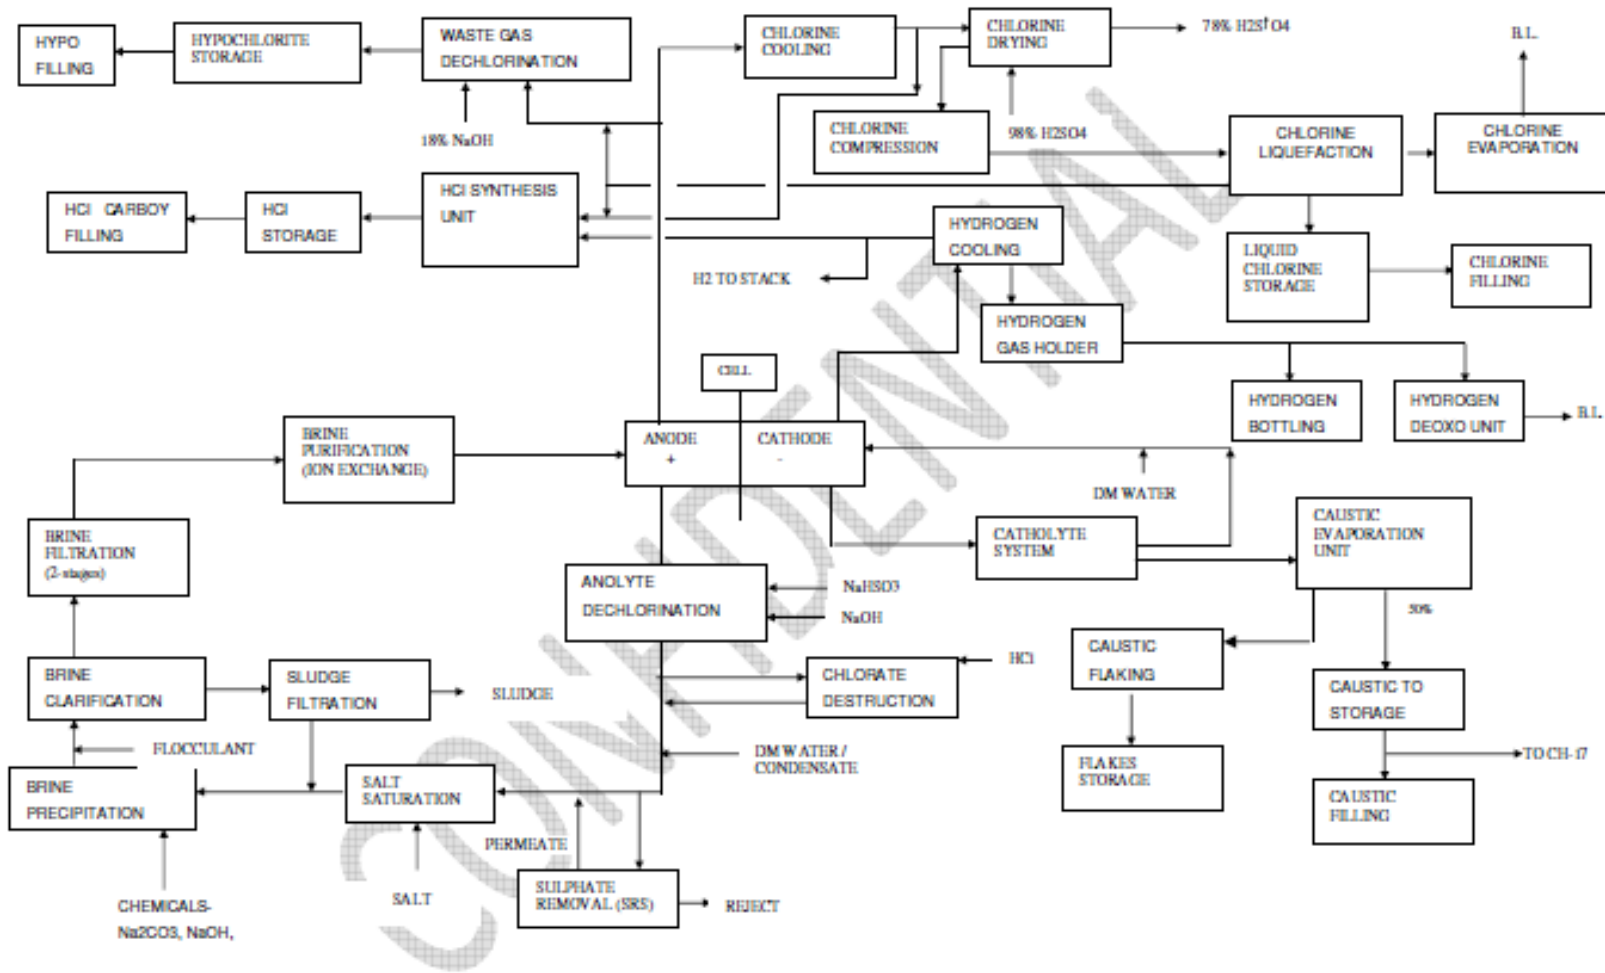 HYPO
FILLING
HYPOCHLORITE
STORAGE
WASTE GAS
DECHLORINATION
CHLORINE
COOLING
CHLORINE
DRYING
78% H2S↑O4
B.L.
18% NaOH
CHLORINE
COMPRESSION
98% H2SO4
CHLORINE
LIQUEFACTION
CHLORINE
EVAPORATION
HCl CARBOY
FILLING
HCl
STORAGE
HCl SYNTHESIS
UNIT
HYDROGEN
COOLING
H2 TO STACK
LIQUID
CHLORINE
STORAGE
CHLORINE
FILLING
HYDROGEN
GAS HOLDER
CELL
HYDROGEN
BOTTLING
HYDROGEN
DEOXO UNIT
B.L.
BRINE
PURIFICATION
(ION EXCHANGE)
ANODE
+
CATHODE
-
DM WATER
BRINE
FILTRATION
(2-stages)
CATHOLYTE
SYSTEM
CAUSTIC
EVAPORATION
UNIT
ANOLYTE
DECHLORINATION
NaHSO3
NaOH
50%
BRINE
CLARIFICATION
SLUDGE
FILTRATION
SLUDGE
CHLORATE
DESTRUCTION
HCl
CAUSTIC
FLAKING
CAUSTIC TO
STORAGE
FLOCCULANT
DM WATER /
CONDENSATE
FLAKES
STORAGE
TO CH-17
BRINE
PRECIPITATION
SALT
SATURATION
CAUSTIC
FILLING
PERMEATE
SULPHATE
REMOVAL (SRS)
REJECT
SALT
CHEMICALS-
Na2CO3, NaOH,
CONFIDENTIAL